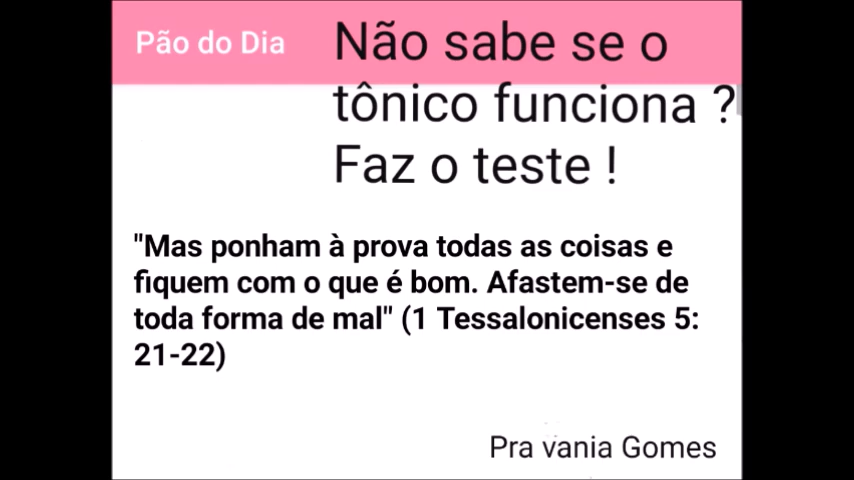 Pão do Dia
Não sabe se o
tônico funciona ?
Faz o teste !
"Mas ponham à prova todas as coisas e
fiquem com o que é bom. Afastem-se de
toda forma de mal" (1 Tessalonicenses 5:
21-22)
Pra vania Gomes